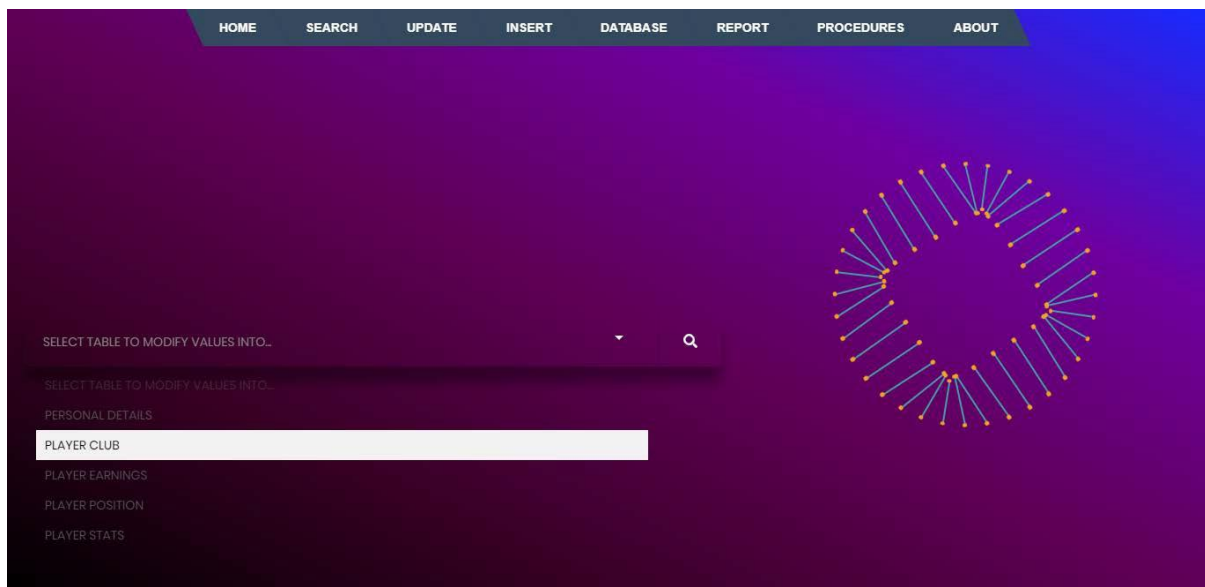 HOME SEARCH UPDATE INSERT DATABASE REPORT PROCEDURES ABOUT
SELECT TABLE TO MODIFY VALUES INTO...
SELECT TABLE TO MODIFY VALUES INTO...
PERSONAL DETAILS
PLAYER CLUB
PLAYER EARNINGS
PLAYER POSITION
PLAYER STATS